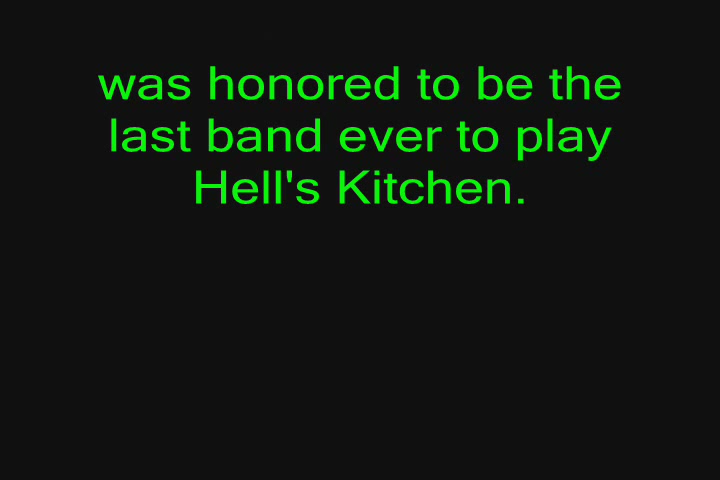 was honored to be the
last band ever to play
Hell's Kitchen.